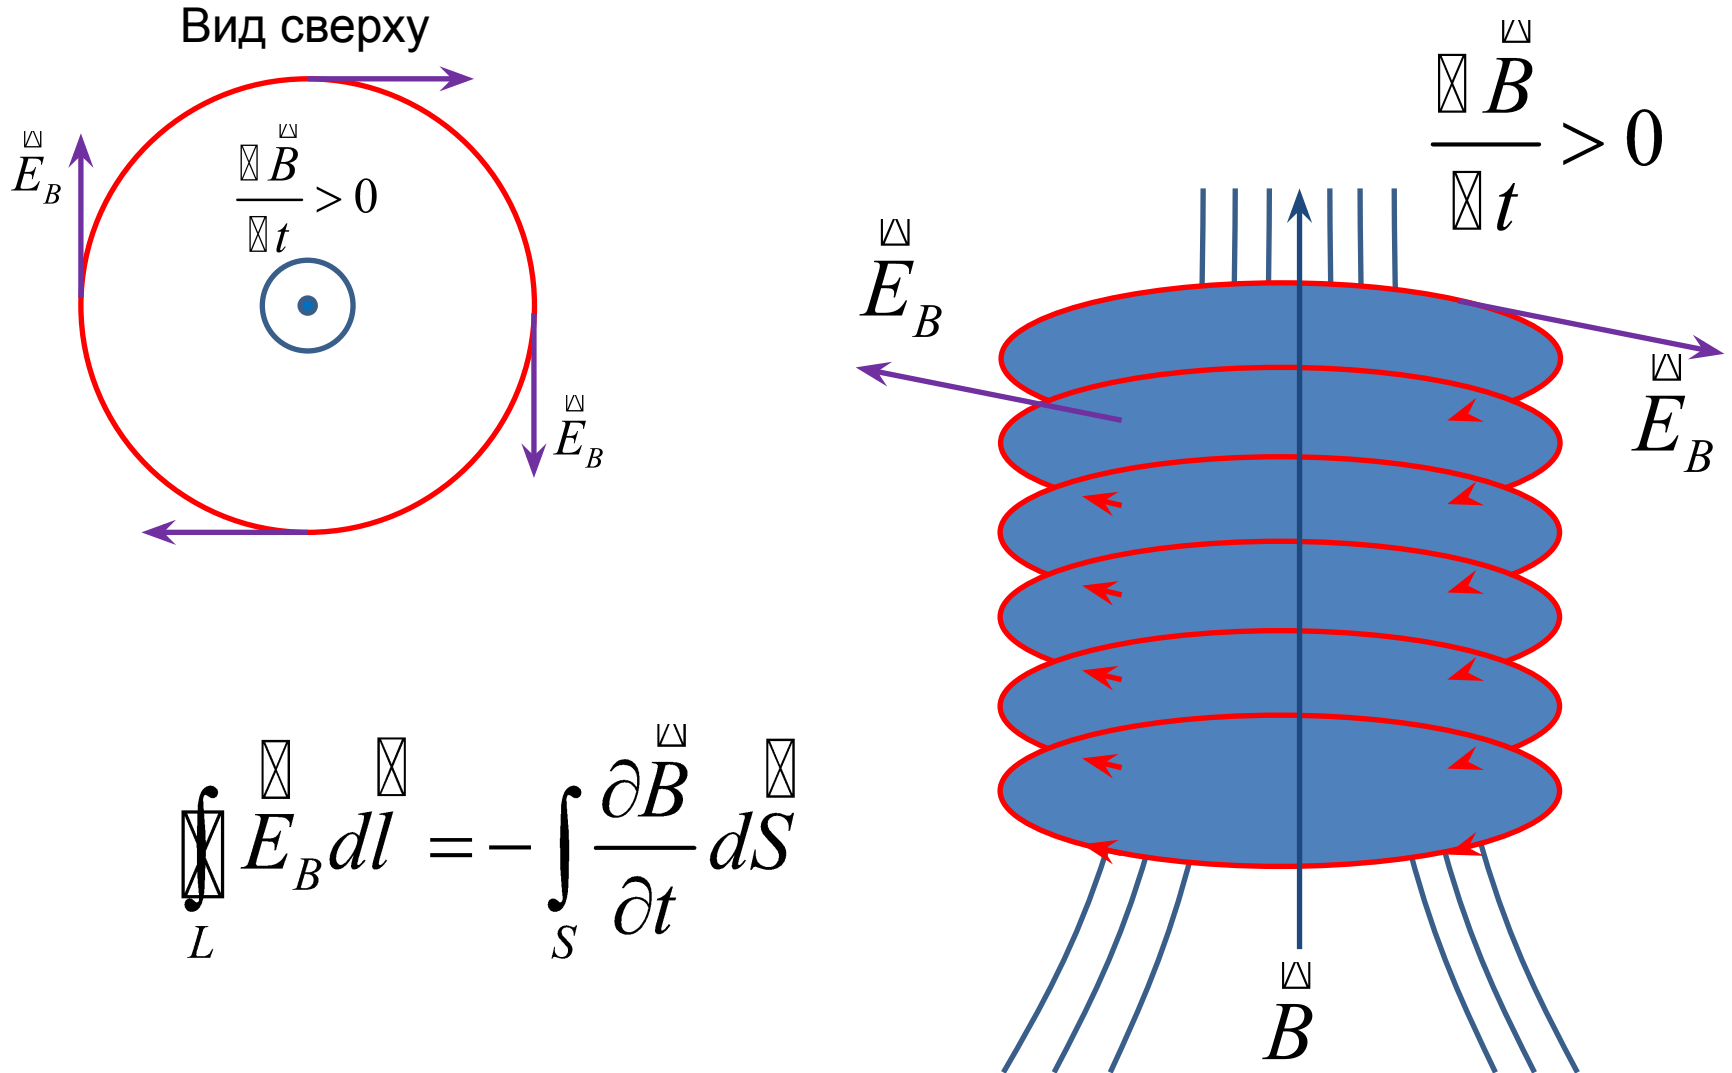 Вид сверху
E_B
∂B/∂t > 0
E_B
∮_L E_B dl = −∫_S ∂B/∂t dS
∂B/∂t > 0
E_B
E_B
B